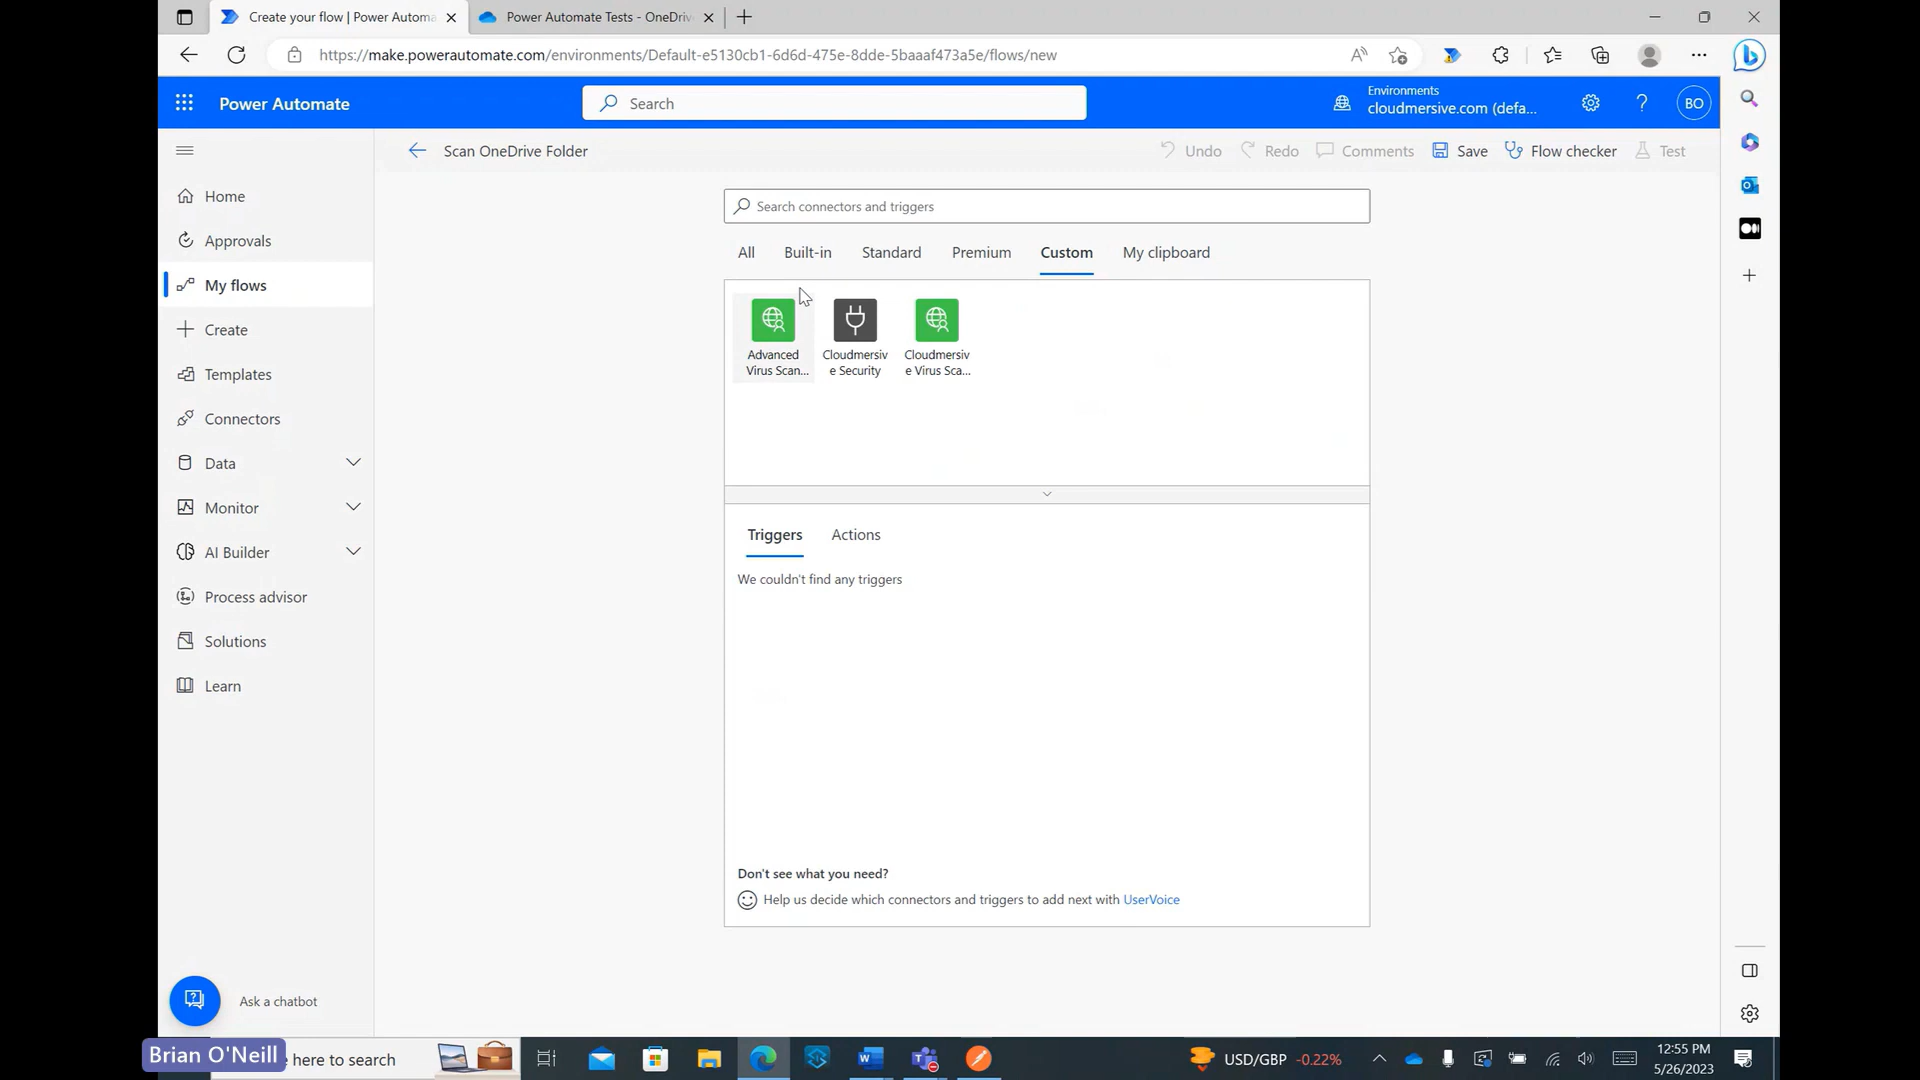 Create your flow | Power Automa
Power Automate Tests - OneDriv
https://make.powerautomate.com/environments/Default-e5130cb1-6d6d-475e-8dde-5baaaf473a5e/flows/new
Power Automate
Search
Environments
cloudmersive.com (defa...
BO
Scan OneDrive Folder
Undo
Redo
Comments
Save
Flow checker
Test
Home
Approvals
My flows
Create
Templates
Connectors
Data
Monitor
AI Builder
Process advisor
Solutions
Learn
Ask a chatbot
Search connectors and triggers
All
Built-in
Standard
Premium
Custom
My clipboard
Advanced
Virus Scan...
Cloudmersiv
e Security
Cloudmersiv
e Virus Sca...
Triggers
Actions
We couldn't find any triggers
Don't see what you need?
Help us decide which connectors and triggers to add next with UserVoice
Brian O'Neill
here to search
USD/GBP -0.22%
12:55 PM
5/26/2023